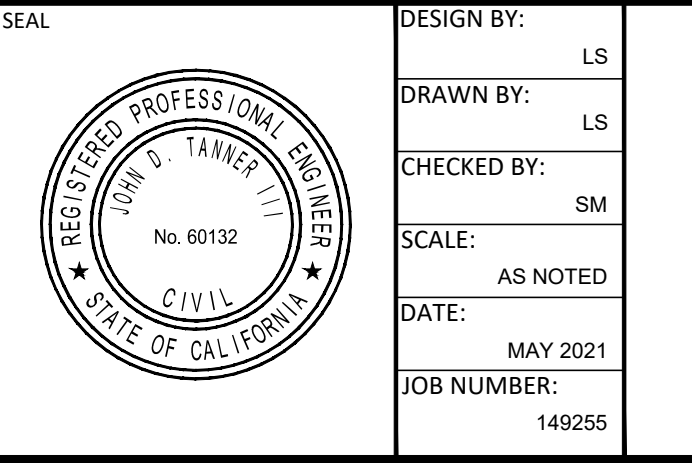 SEAL
REGISTERED PROFESSIONAL ENGINEER
JOHN D. TANNER III
No. 60132
CIVIL
★ STATE OF CALIFORNIA ★
DESIGN BY:
LS
DRAWN BY:
LS
CHECKED BY:
SM
SCALE:
AS NOTED
DATE:
MAY 2021
JOB NUMBER:
149255